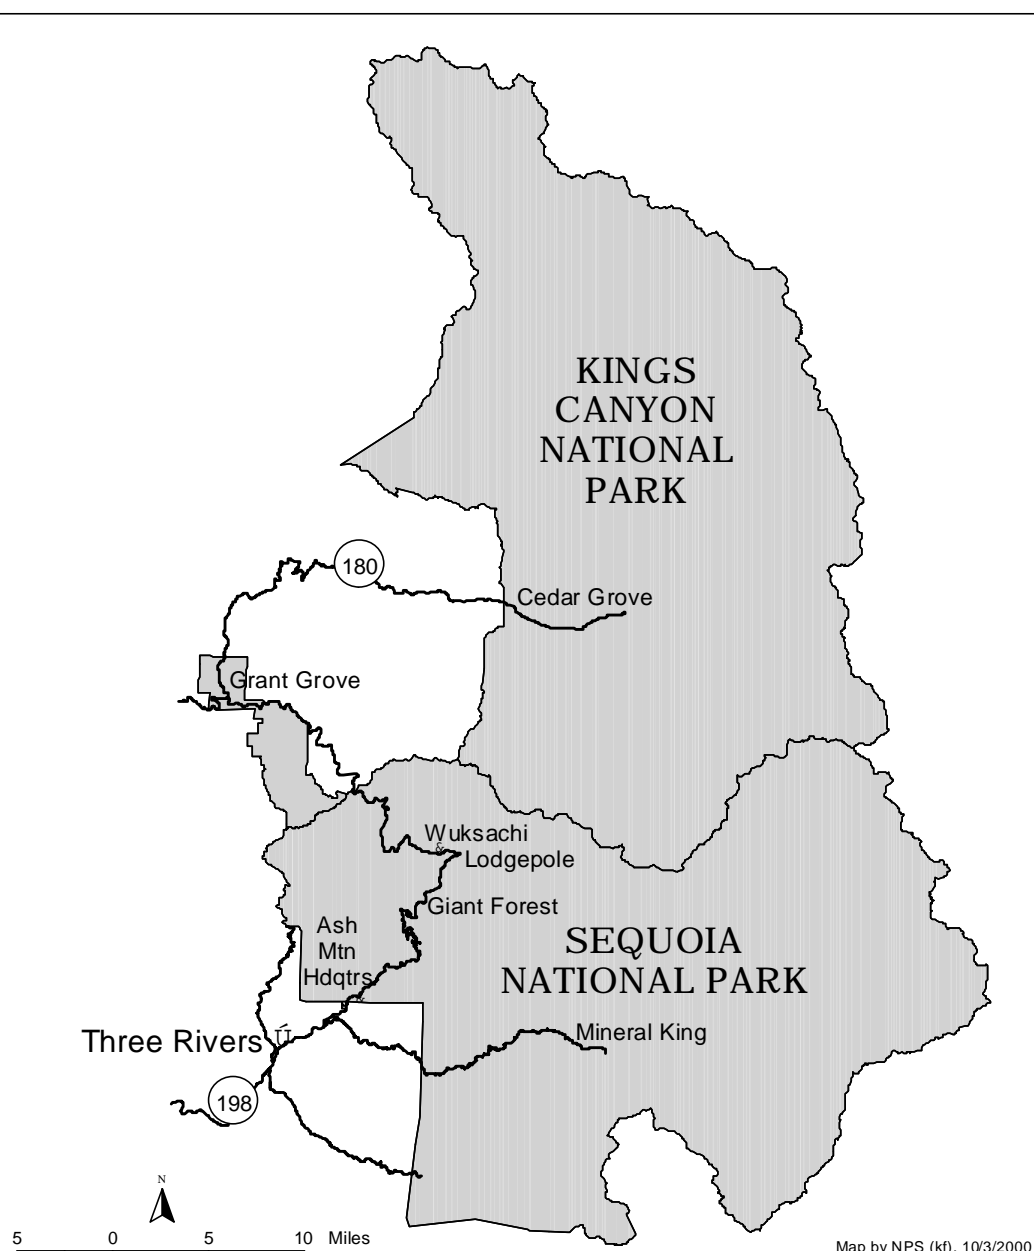 KINGS
CANYON
NATIONAL
PARK
180
Cedar Grove
Grant Grove
Wuksachi
&
Lodgepole
Giant Forest
Ash
Mtn
Hdqtrs
SEQUOIA
NATIONAL PARK
Three Rivers
Mineral King
198
N
5 0 5 10 Miles
Map by NPS (kf), 10/3/2000